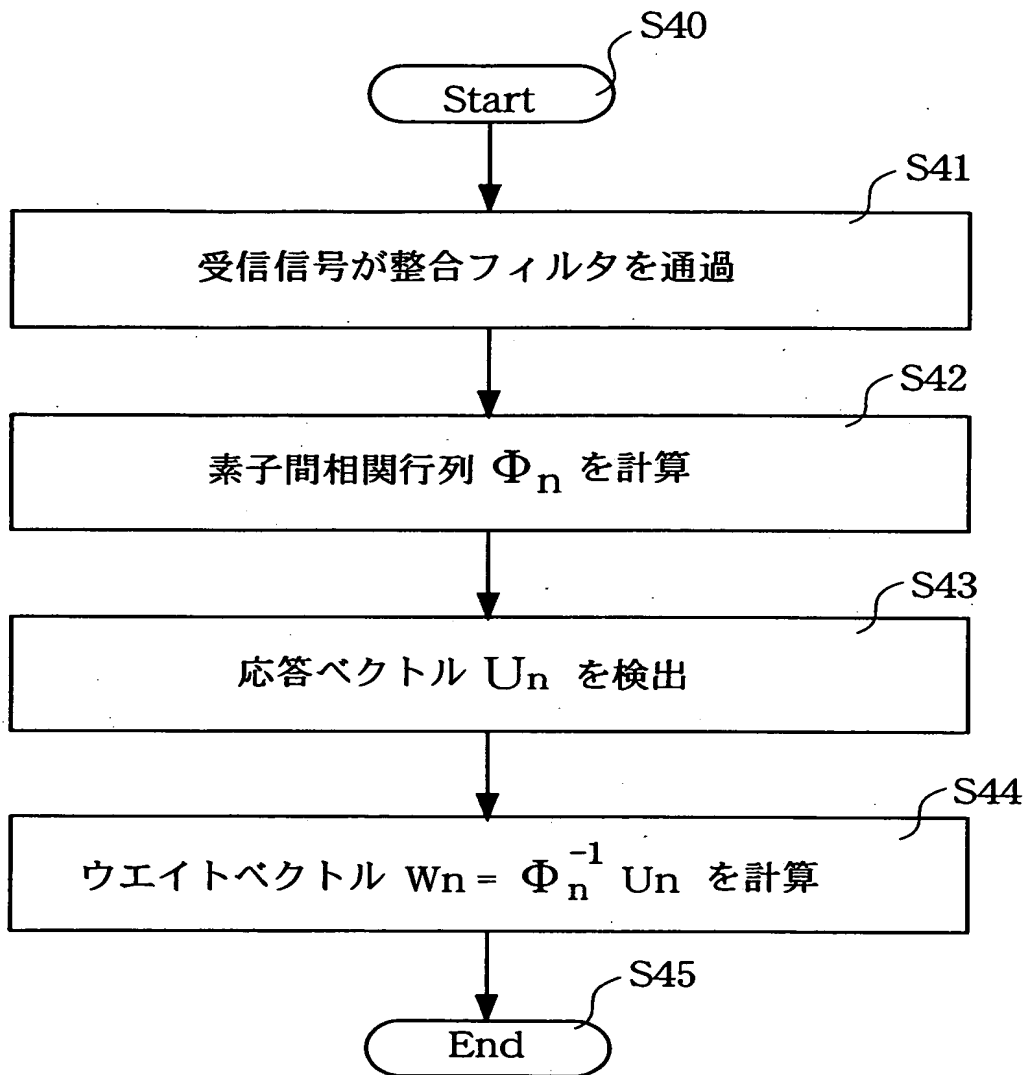 S40
Start
S41
受信信号が整合フィルタを通過
S42
素子間相関行列 Φn を計算
S43
応答ベクトル Un を検出
S44
ウエイトベクトル Wn = Φn^-1 Un を計算
S45
End